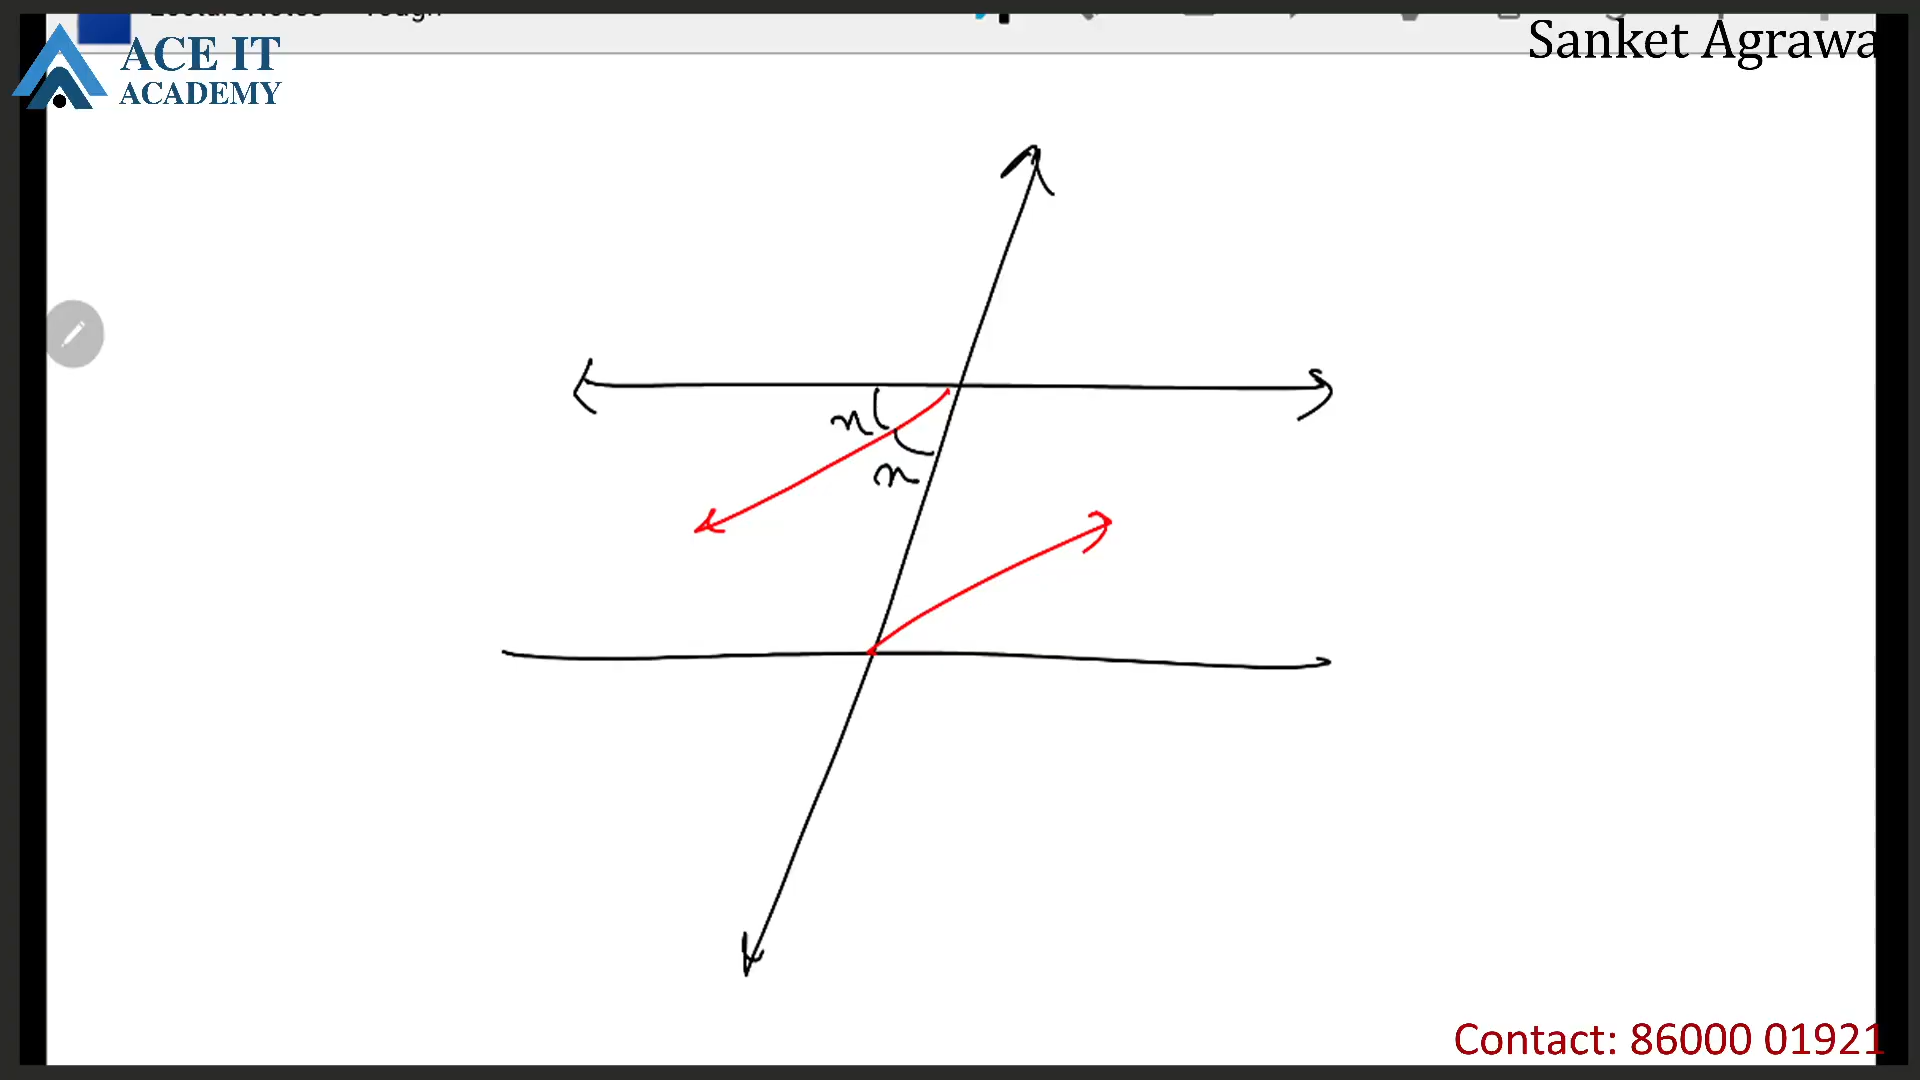 Sanket Agrawa
ACE IT
ACADEMY
x
x
Contact: 86000 01921